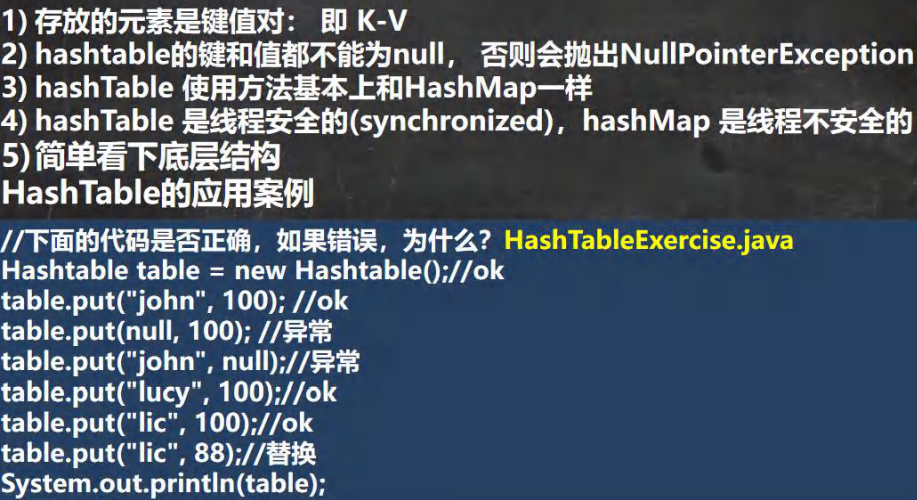 1) 存放的元素是键值对： 即 K-V
2) hashtable的键和值都不能为null， 否则会抛出NullPointerException
3) hashTable 使用方法基本上和HashMap一样
4) hashTable 是线程安全的(synchronized)，hashMap 是线程不安全的
5) 简单看下底层结构
HashTable的应用案例
//下面的代码是否正确，如果错误，为什么？HashTableExercise.java
Hashtable table = new Hashtable();//ok
table.put("john", 100); //ok
table.put(null, 100); //异常
table.put("john", null);//异常
table.put("lucy", 100);//ok
table.put("lic", 100);//ok
table.put("lic", 88);//替换
System.out.println(table);